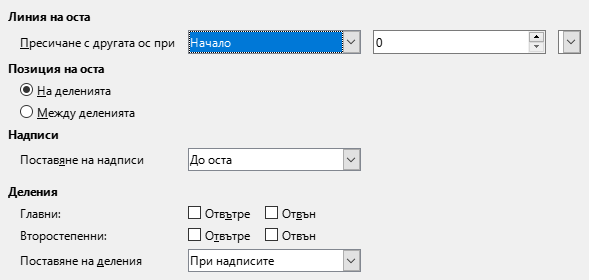 Линия на оста
Пресичане с другата ос при Начало 0
Позиция на оста
На деленията
Между деленията
Надписи
Поставяне на надписи До оста
Деления
Главни: Отвътре Отвън
Второстепенни: Отвътре Отвън
Поставяне на деления При надписите